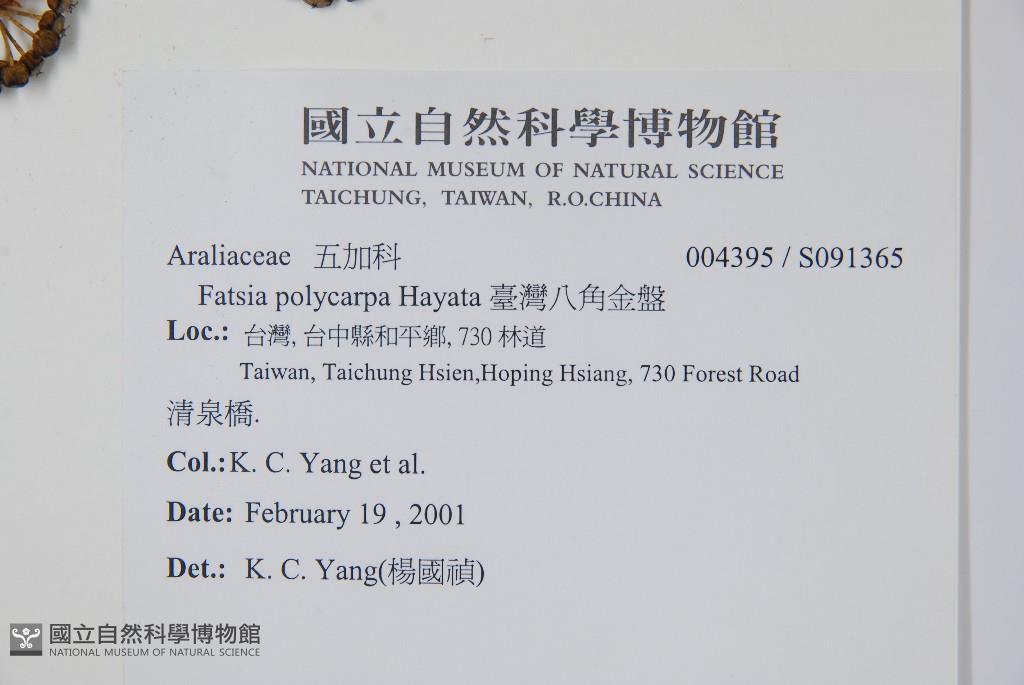 國立自然科學博物館
NATIONAL MUSEUM OF NATURAL SCIENCE
TAICHUNG, TAIWAN, R.O.CHINA
Araliaceae 五加科 004395 / S091365
Fatsia polycarpa Hayata 臺灣八角金盤
Loc.: 台灣, 台中縣和平鄉, 730 林道
Taiwan, Taichung Hsien,Hoping Hsiang, 730 Forest Road
清泉橋.
Col.:K. C. Yang et al.
Date: February 19 , 2001
Det.: K. C. Yang(楊國禎)
國立自然科學博物館
NATIONAL MUSEUM OF NATURAL SCIENCE